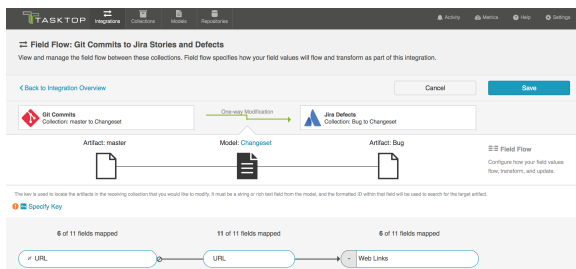 TASKTOP
Integrations
Collections
Models
Repositories
Activity
Metrics
Help
Settings
Field Flow: Git Commits to Jira Stories and Defects
View and manage the field flow between these collections. Field flow specifies how your field values will flow and transform as part of this integration.
Back to Integration Overview
Cancel
Save
Git Commits
Collection: master to Changeset
One-way Modification
Jira Defects
Collection: Bug to Changeset
Artifact: master
Model: Changeset
Artifact: Bug
Field Flow
Configure how your field values
flow, transform, and update.
The key is used to locate the artifacts in the receiving collection that you would like to modify. It must be a string or rich text field from the model, and the formatted ID within that field will be used to search for the target artifact.
Specify Key
6 of 11 fields mapped
11 of 11 fields mapped
6 of 11 fields mapped
URL
URL
Web Links